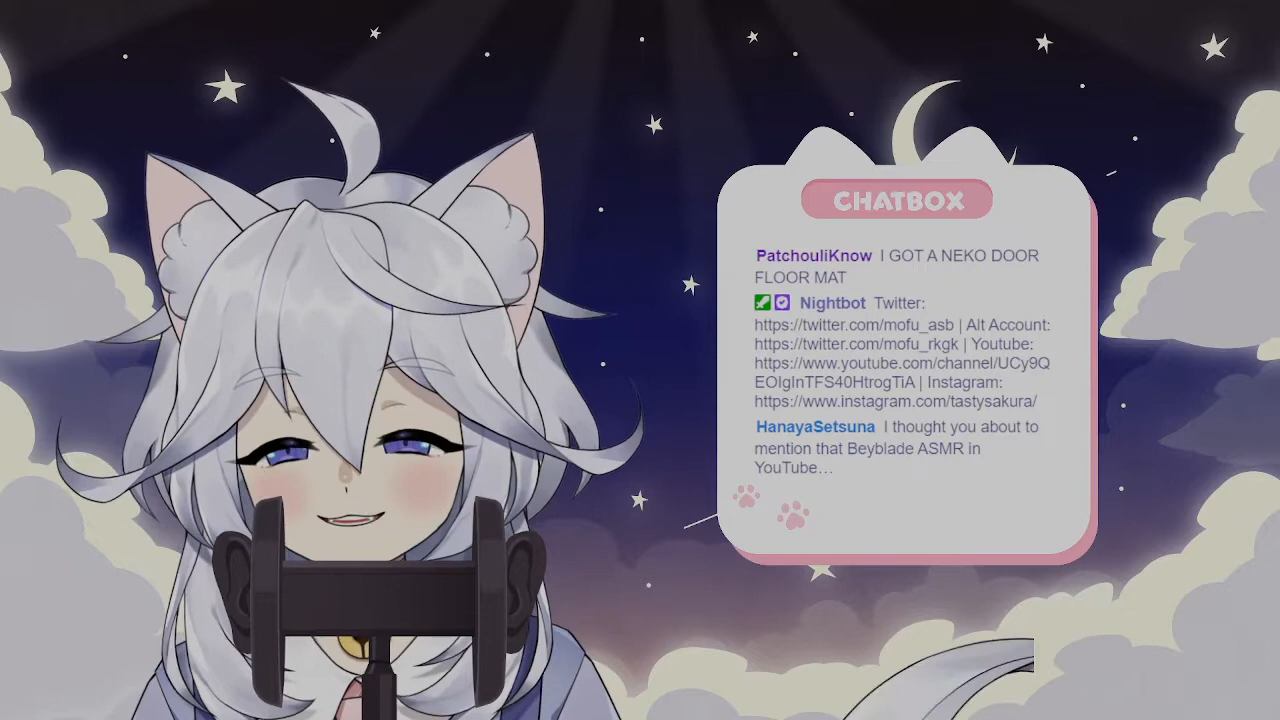 CHATBOX
PatchouliKnow I GOT A NEKO DOOR
FLOOR MAT
Nightbot Twitter:
https://twitter.com/mofu_asb | Alt Account:
https://twitter.com/mofu_rkgk | Youtube:
https://www.youtube.com/channel/UCy9Q
EOIgInTFS40HtrogTiA | Instagram:
https://www.instagram.com/tastysakura/
HanayaSetsuna I thought you about to
mention that Beyblade ASMR in
YouTube…